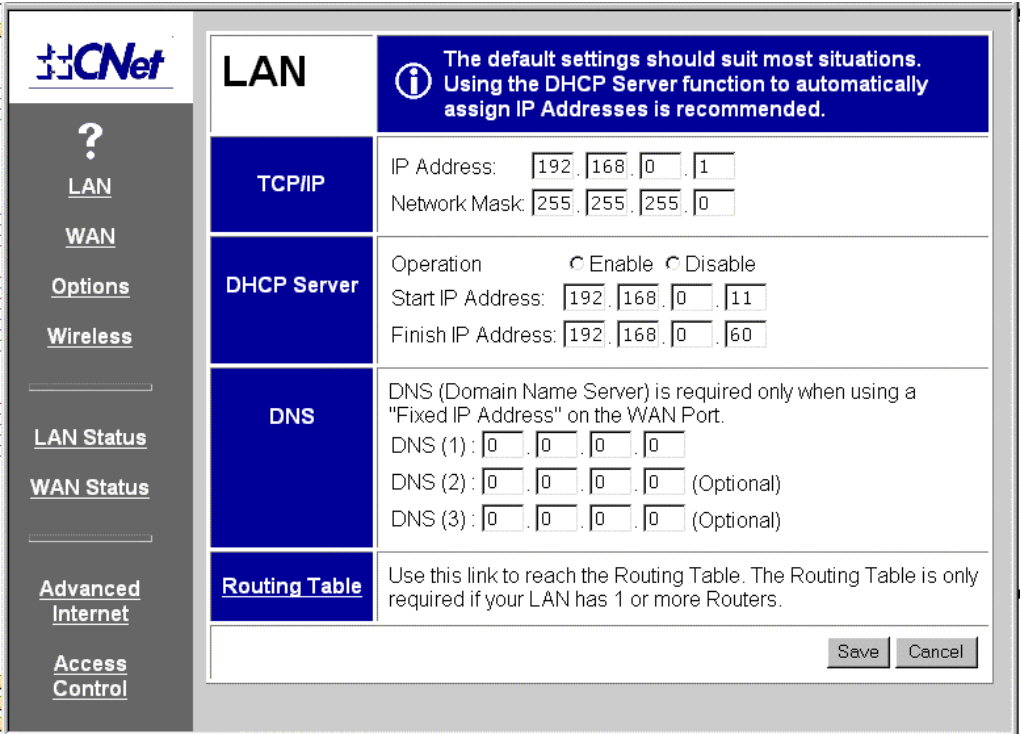 CNet
?
LAN
WAN
Options
Wireless
LAN Status
WAN Status
Advanced
Internet
Access
Control
LAN
i
The default settings should suit most situations.
Using the DHCP Server function to automatically
assign IP Addresses is recommended.
TCP/IP
IP Address: 192 . 168 . 0 . 1
Network Mask: 255 . 255 . 255 . 0
DHCP Server
Operation Enable Disable
Start IP Address: 192 . 168 . 0 . 11
Finish IP Address: 192 . 168 . 0 . 60
DNS
DNS (Domain Name Server) is required only when using a
"Fixed IP Address" on the WAN Port.
DNS (1) : 0 . 0 . 0 . 0
DNS (2) : 0 . 0 . 0 . 0 (Optional)
DNS (3) : 0 . 0 . 0 . 0 (Optional)
Routing Table
Use this link to reach the Routing Table. The Routing Table is only
required if your LAN has 1 or more Routers.
Save Cancel